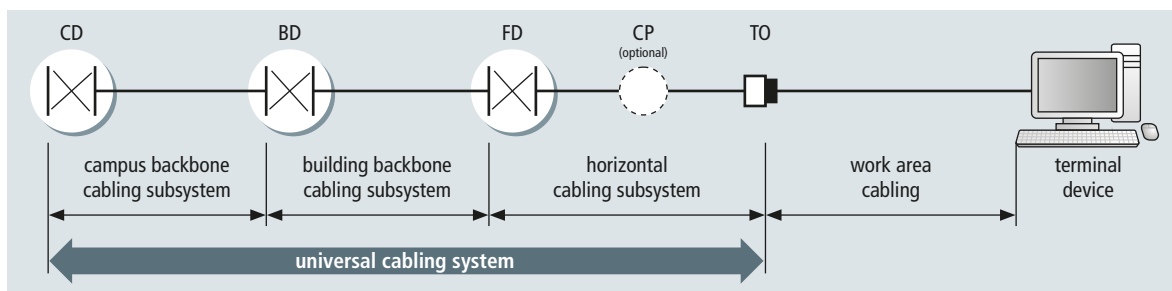 CD
BD
FD
CP
(optional)
TO
campus backbone
cabling subsystem
building backbone
cabling subsystem
horizontal
cabling subsystem
work area
cabling
terminal
device
universal cabling system